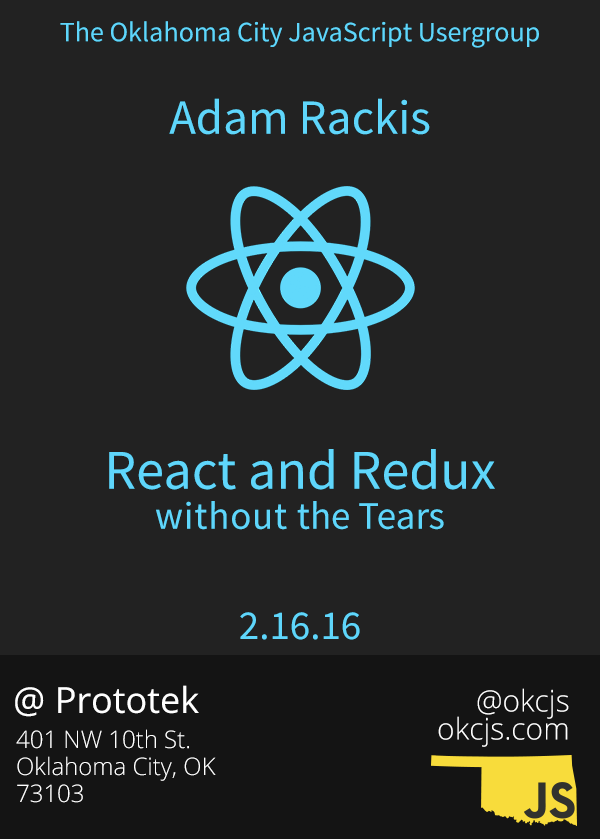 The Oklahoma City JavaScript Usergroup
Adam Rackis
React and Redux
without the Tears
2.16.16
@ Prototek
401 NW 10th St.
Oklahoma City, OK
73103
@okcjs
okcjs.com
JS